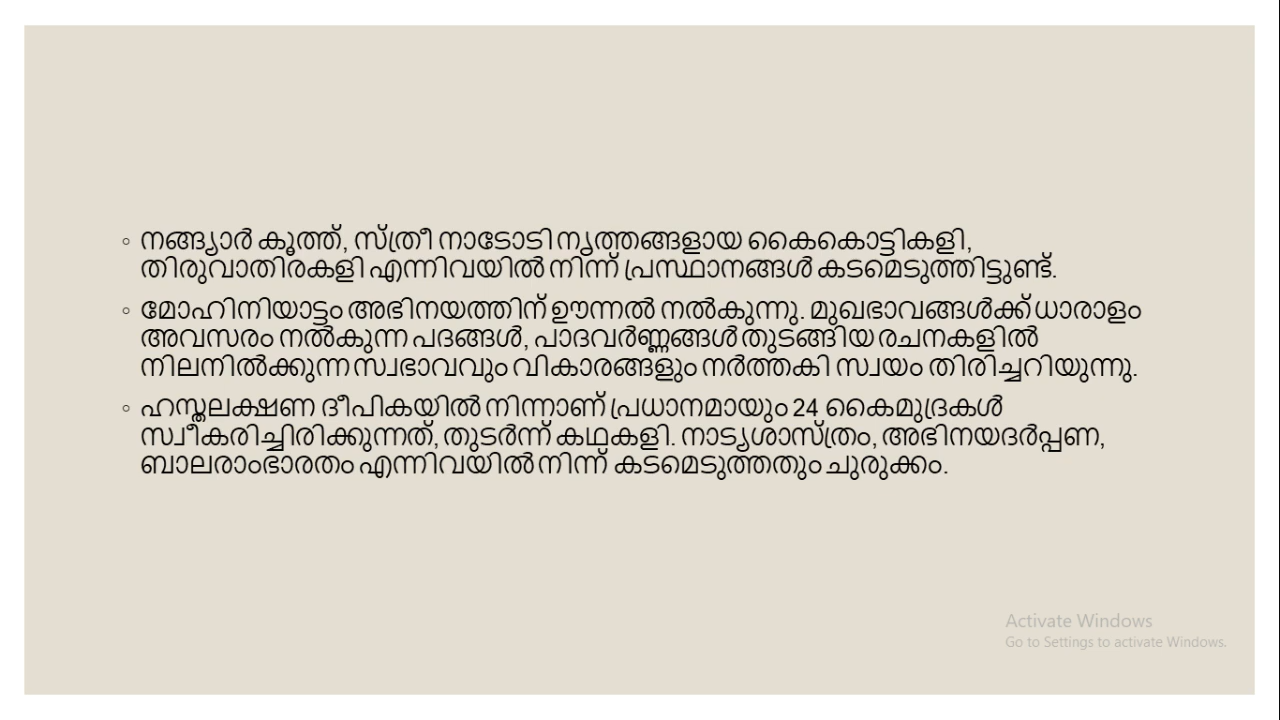 ◦ നങ്ങ്യാർ കൂത്ത്, സ്ത്രീ നാടോടി നൃത്തങ്ങളായ കൈകൊട്ടികളി,
തിരുവാതിരകളി എന്നിവയിൽ നിന്ന് പ്രസ്ഥാനങ്ങൾ കടമെടുത്തിട്ടുണ്ട്.
◦ മോഹിനിയാട്ടം അഭിനയത്തിന് ഊന്നൽ നൽകുന്നു. മുഖഭാവങ്ങൾക്ക് ധാരാളം
അവസരം നൽകുന്ന പദങ്ങൾ, പാദവർണ്ണങ്ങൾ തുടങ്ങിയ രചനകളിൽ
നിലനിൽക്കുന്ന സ്വഭാവവും വികാരങ്ങളും നർത്തകി സ്വയം തിരിച്ചറിയുന്നു.
◦ ഹസ്തലക്ഷണ ദീപികയിൽ നിന്നാണ് പ്രധാനമായും 24 കൈമുദ്രകൾ
സ്വീകരിച്ചിരിക്കുന്നത്, തുടർന്ന് കഥകളി. നാട്യശാസ്ത്രം, അഭിനയദർപ്പണ,
ബാലരാംഭാരതം എന്നിവയിൽ നിന്ന് കടമെടുത്തതും ചുരുക്കം.
Activate Windows
Go to Settings to activate Windows.